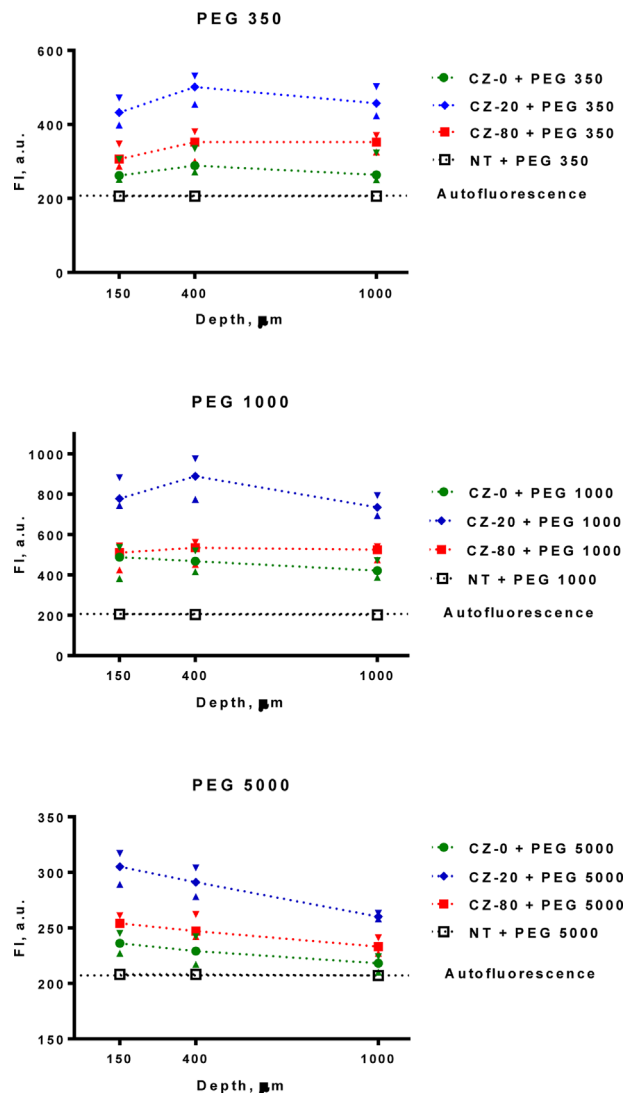 PEG 350
600
400
200
0
FI, a.u.
150 400 1000
Depth, μm
CZ-0 + PEG 350
CZ-20 + PEG 350
CZ-80 + PEG 350
NT + PEG 350
Autofluorescence
PEG 1000
1000
800
600
400
200
0
FI, a.u.
150 400 1000
Depth, μm
CZ-0 + PEG 1000
CZ-20 + PEG 1000
CZ-80 + PEG 1000
NT + PEG 1000
Autofluorescence
PEG 5000
350
300
250
200
150
FI, a.u.
150 400 1000
Depth, μm
CZ-0 + PEG 5000
CZ-20 + PEG 5000
CZ-80 + PEG 5000
NT + PEG 5000
Autofluorescence